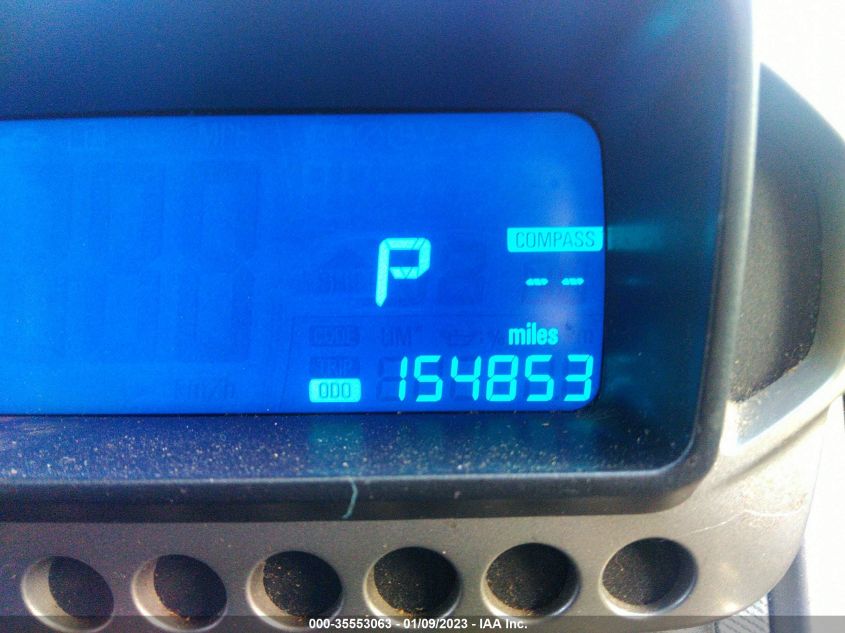 P
COMPASS
-- --
miles
ODO 154853
000-35553063 - 01/09/2023 - IAA Inc.